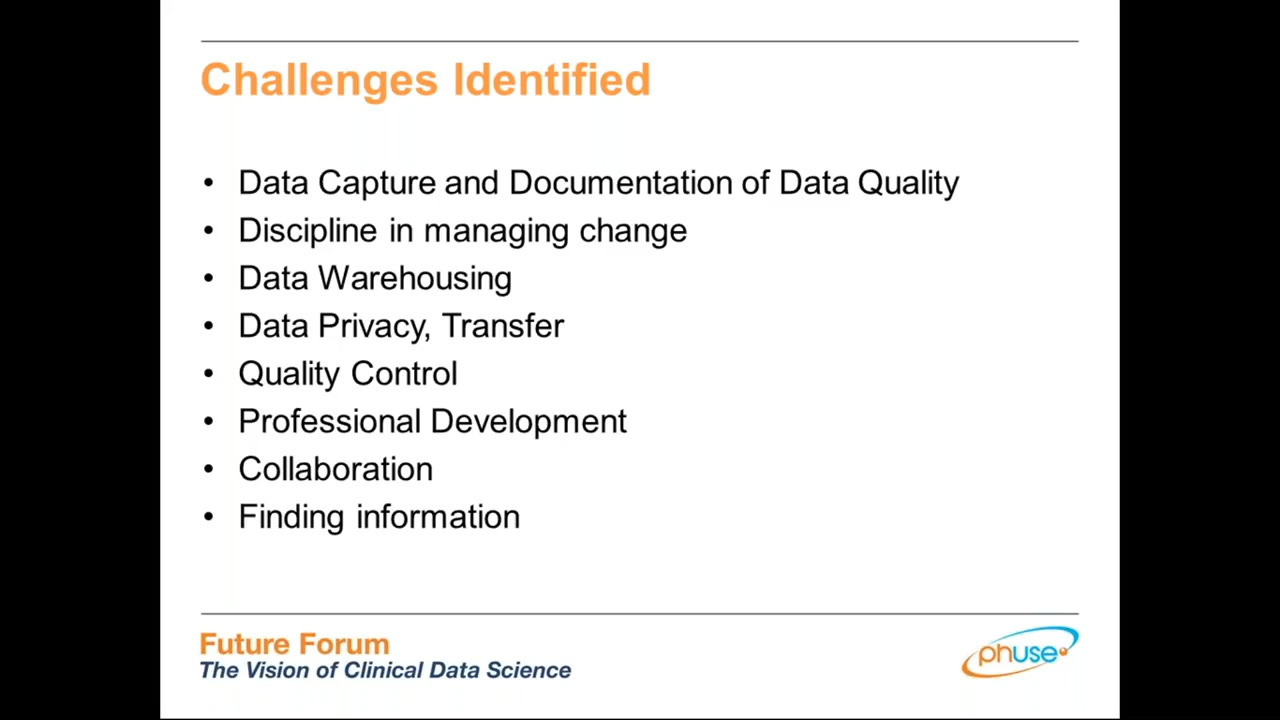 Challenges Identified
• Data Capture and Documentation of Data Quality
• Discipline in managing change
• Data Warehousing
• Data Privacy, Transfer
• Quality Control
• Professional Development
• Collaboration
• Finding information
Future Forum
The Vision of Clinical Data Science
phuse